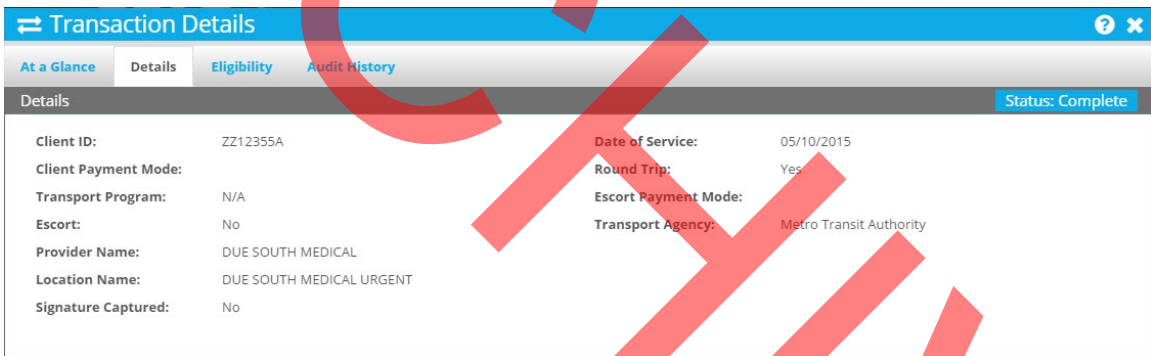 Transaction Details
At a Glance Details Eligibility Audit History
Details Status: Complete
Client ID: ZZ12355A Date of Service: 05/10/2015
Client Payment Mode: Round Trip: Yes
Transport Program: N/A Escort Payment Mode:
Escort: No Transport Agency: Metro Transit Authority
Provider Name: DUE SOUTH MEDICAL
Location Name: DUE SOUTH MEDICAL URGENT
Signature Captured: No